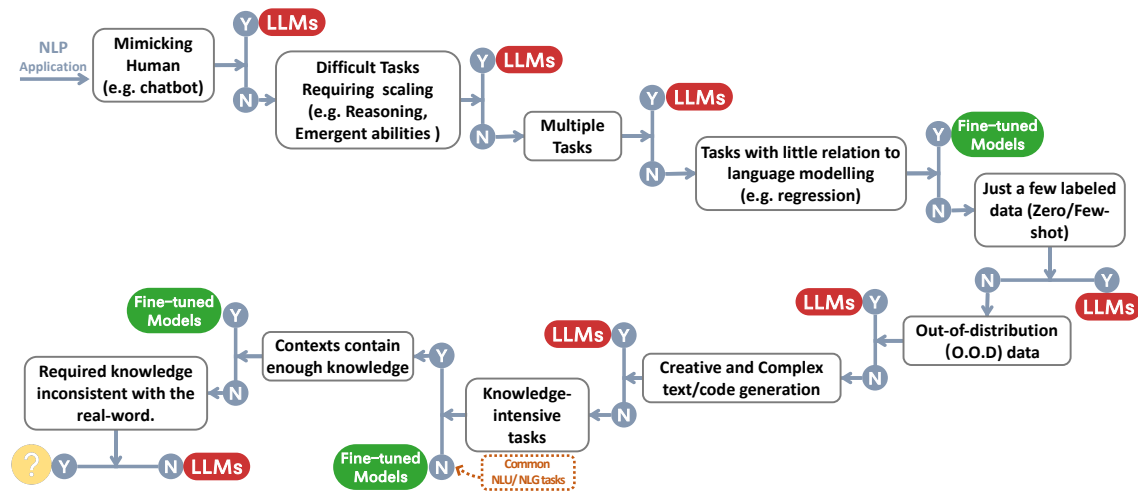 NLP
Application
Mimicking
Human
(e.g. chatbot)
Y
LLMs
N
Difficult Tasks
Requiring scaling
(e.g. Reasoning,
Emergent abilities )
Y
LLMs
N
Multiple
Tasks
Y
LLMs
N
Tasks with little relation to
language modelling
(e.g. regression)
Y
Fine-tuned
Models
N
Just a few labeled
data (Zero/Few-
shot)
Y
LLMs
N
Out-of-distribution
(O.O.D) data
Y
LLMs
N
Creative and Complex
text/code generation
Y
LLMs
N
Knowledge-
intensive
tasks
Y
N
Fine-tuned
Models
Common
NLU/ NLG tasks
Contexts contain
enough knowledge
Y
Fine-tuned
Models
N
Required knowledge
inconsistent with the
real-word.
Y
?
N
LLMs